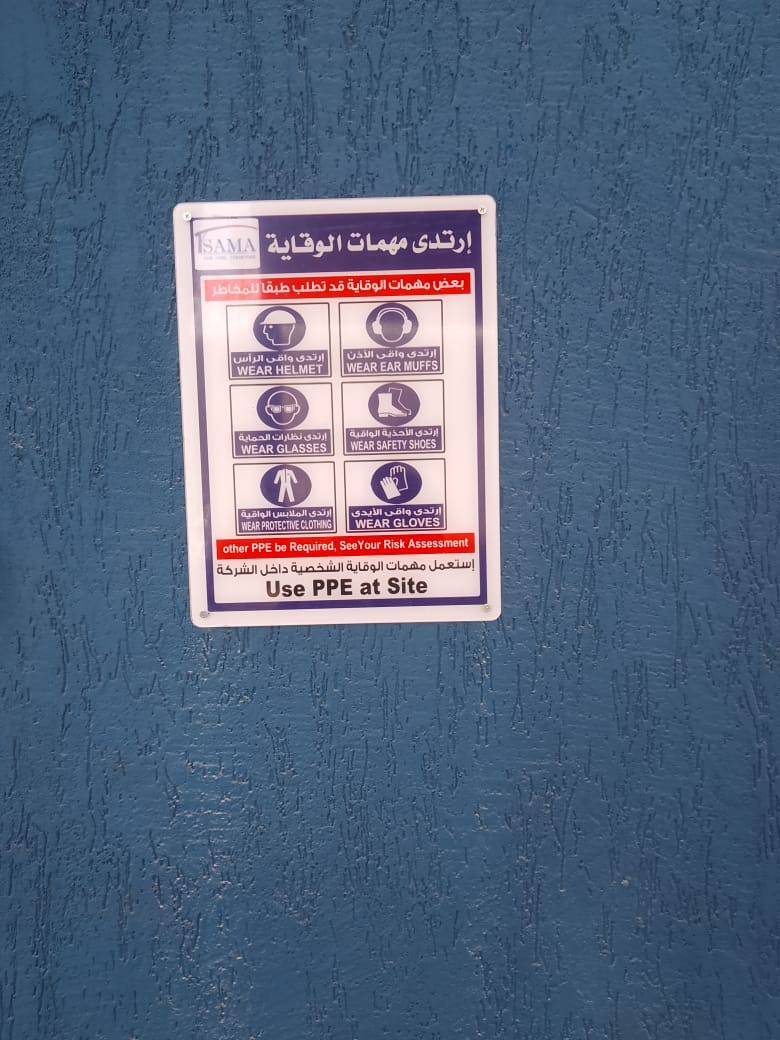 SAMA
إرتدى مهمات الوقاية
بعض مهمات الوقاية قد تطلب طبقا للمخاطر
إرتدى واقى الرأس
WEAR HELMET
إرتدى واقى الأذن
WEAR EAR MUFFS
إرتدى نظارات الحماية
WEAR GLASSES
إرتدى الأحذية الواقية
WEAR SAFETY SHOES
إرتدى الملابس الواقية
WEAR PROTECTIVE CLOTHING
إرتدى واقى الأيدى
WEAR GLOVES
other PPE be Required, SeeYour Risk Assessment
إستعمل مهمات الوقاية الشخصية داخل الشركة
Use PPE at Site